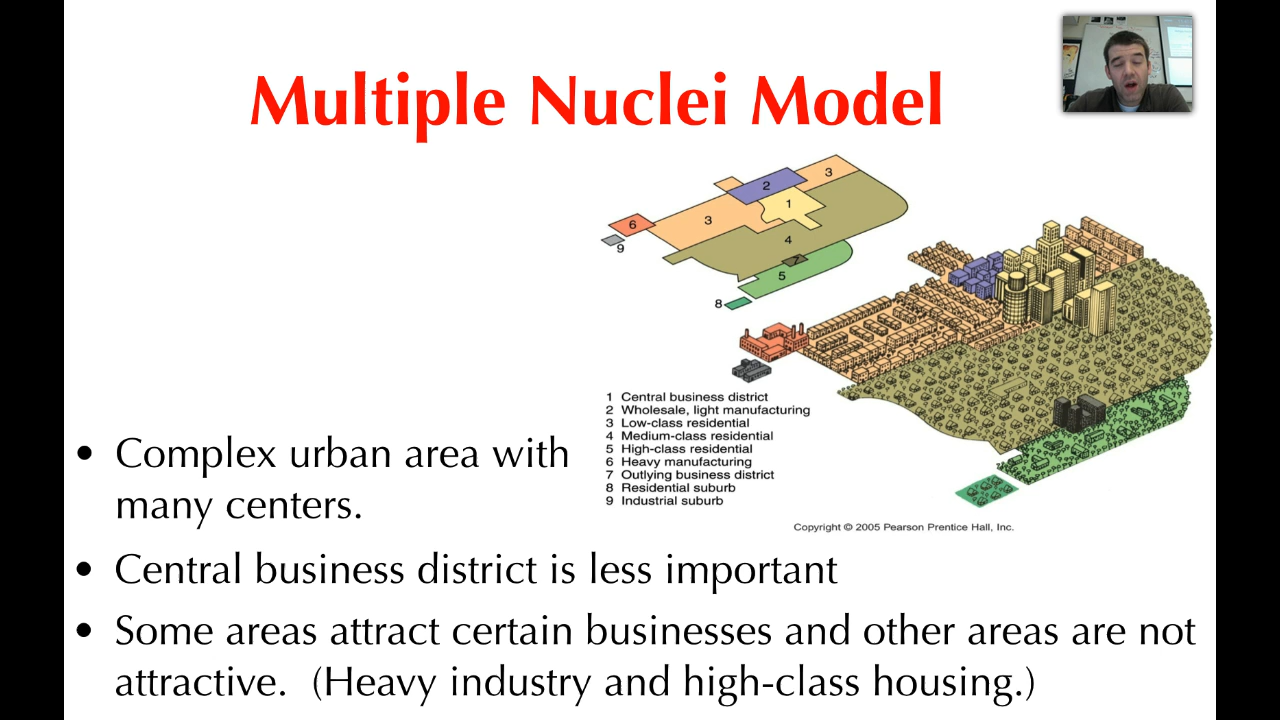 Multiple Nuclei Model
2
3
1
3
6
9
4
7
5
8
1 Central business district
2 Wholesale, light manufacturing
3 Low-class residential
4 Medium-class residential
5 High-class residential
6 Heavy manufacturing
7 Outlying business district
8 Residential suburb
9 Industrial suburb
Copyright © 2005 Pearson Prentice Hall, Inc.
• Complex urban area with
many centers.
• Central business district is less important
• Some areas attract certain businesses and other areas are not
attractive. (Heavy industry and high-class housing.)